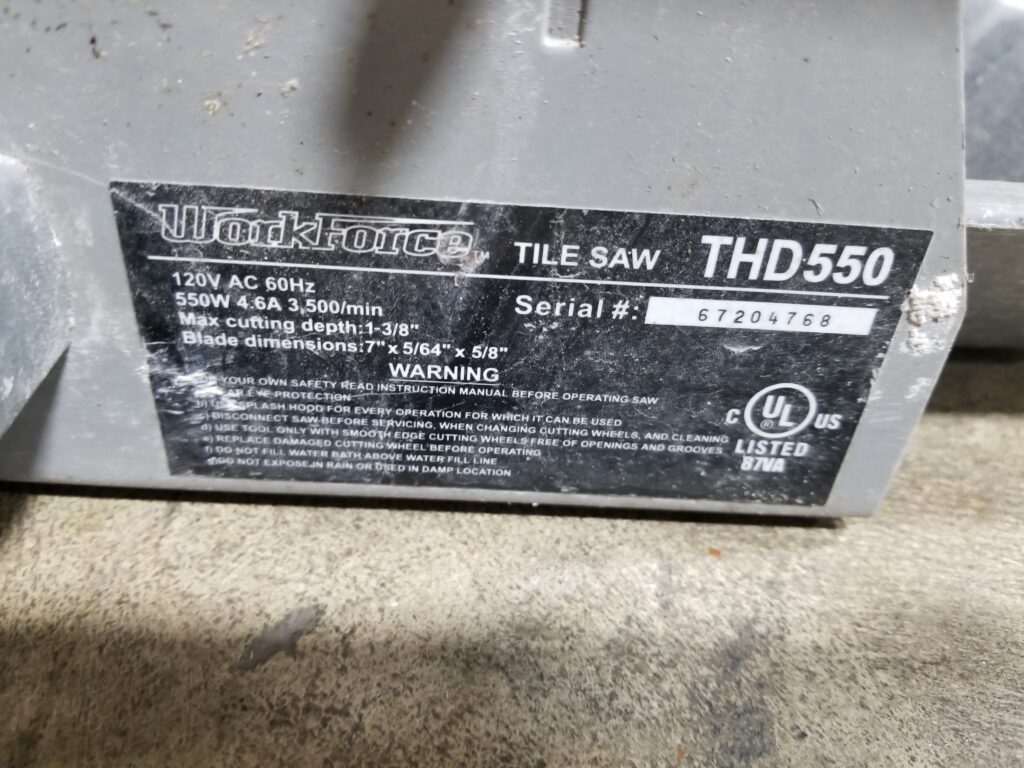 WorkForce™ TILE SAW THD550
120V AC 60Hz
550W 4.6A 3,500/min
Max cutting depth:1-3/8"
Blade dimensions:7" x 5/64" x 5/8"
Serial #: 67204768
WARNING
YOUR OWN SAFETY READ INSTRUCTION MANUAL BEFORE OPERATING SAW
EYE PROTECTION
b) USE SPLASH HOOD FOR EVERY OPERATION FOR WHICH IT CAN BE USED
c) DISCONNECT SAW BEFORE SERVICING, WHEN CHANGING CUTTING WHEELS, AND CLEANING
d) USE TOOL ONLY WITH SMOOTH EDGE CUTTING WHEELS FREE OF OPENINGS AND GROOVES
e) REPLACE DAMAGED CUTTING WHEEL BEFORE OPERATING
f) DO NOT FILL WATER BATH ABOVE WATER FILL LINE
DO NOT EXPOSE,IN RAIN OR USED IN DAMP LOCATION
C UL® US
LISTED
87VA